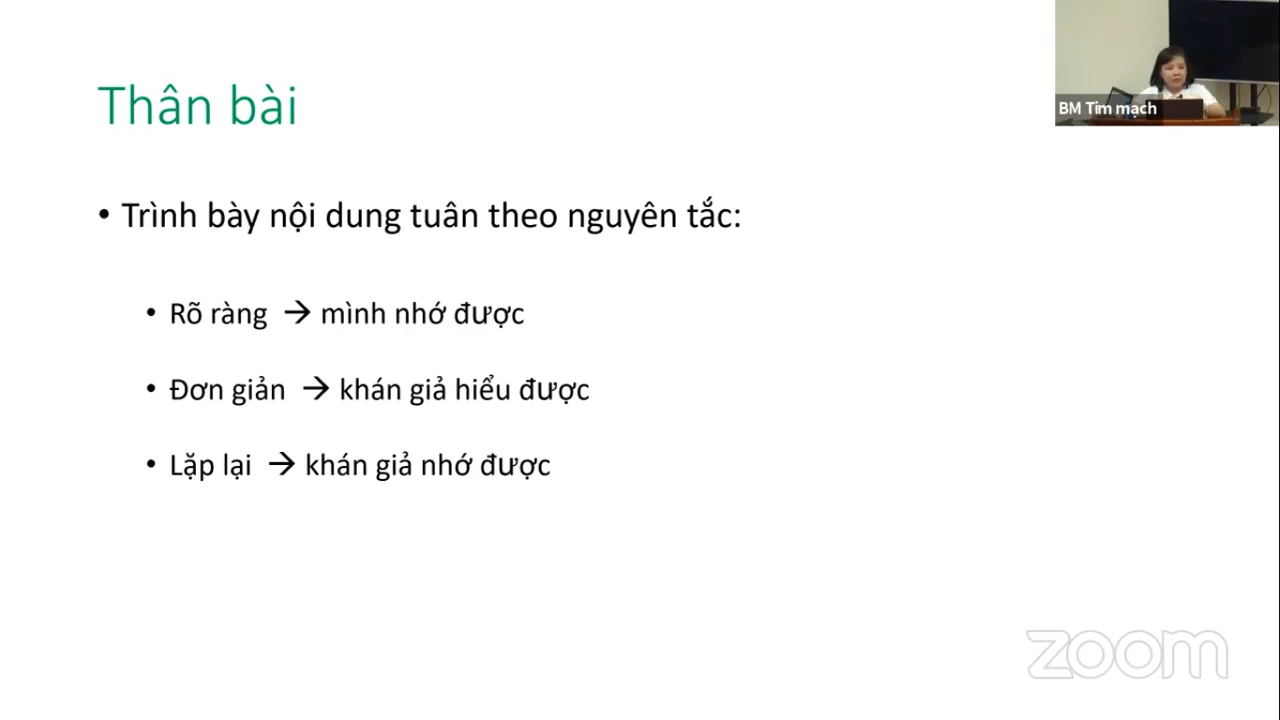 BM Tim mạch
Thân bài
• Trình bày nội dung tuân theo nguyên tắc:
• Rõ ràng → mình nhớ được
• Đơn giản → khán giả hiểu được
• Lặp lại → khán giả nhớ được
zoom